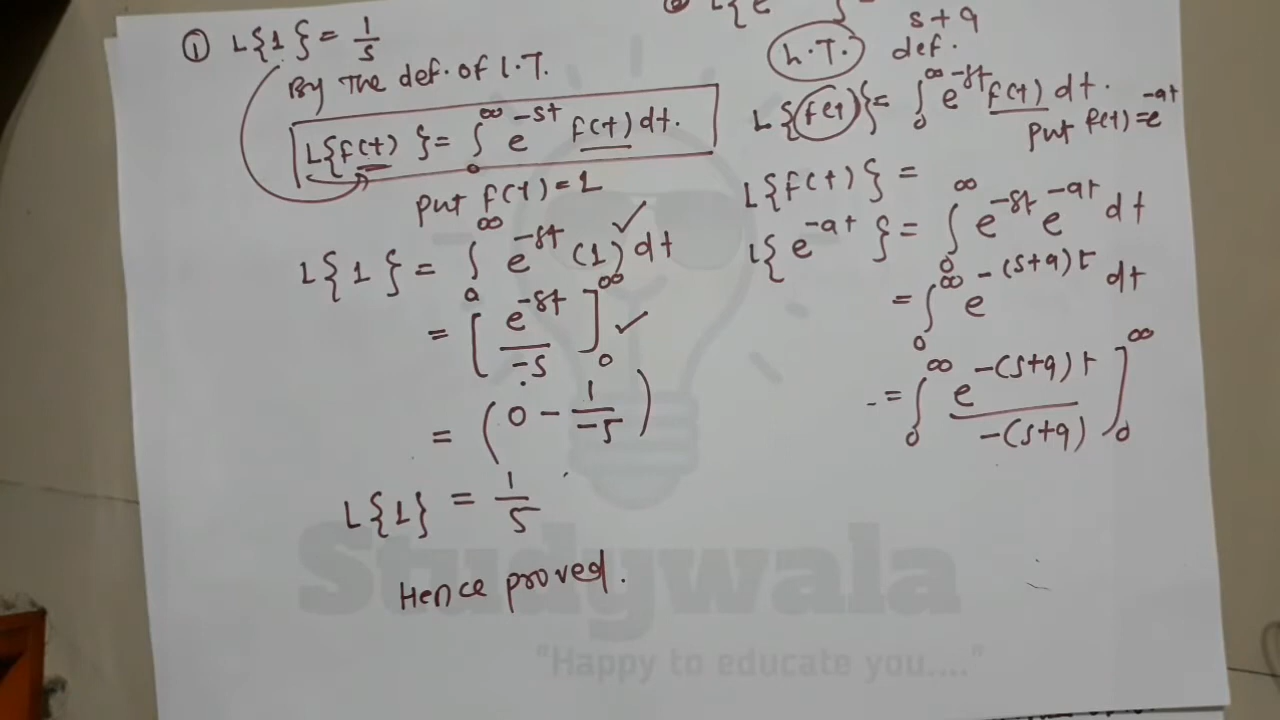 ① L{1} = 1/s
By The def. of L.T.
L{f(t)} = ∫₀^∞ e^-st f(t) dt.
put f(t) = 1
L{1} = ∫₀^∞ e^-st (1) dt ✓
= [e^-st / -s]₀^∞ ✓
= (0 - 1/-s)
L{1} = 1/s
Hence proved.
s+a
L.T. def.
L{f(t)} = ∫₀^∞ e^-st f(t) dt.
put f(t) = e^-at
L{f(t)} =
L{e^-at} = ∫₀^∞ e^-st e^-at dt
= ∫₀^∞ e^-(s+a)t dt
= ∫₀^∞ e^-(s+a)t / -(s+a) ]₀^∞
Studywala
"Happy to educate you...."